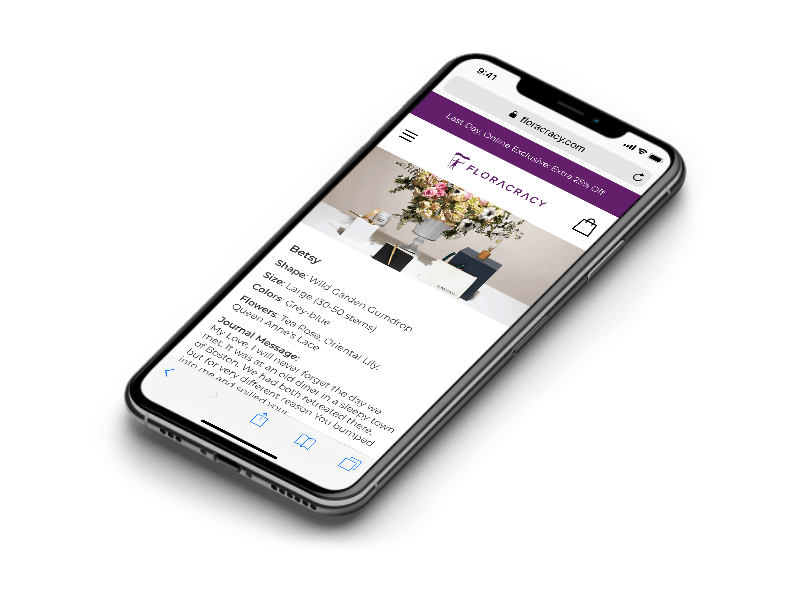 9:41
floracracy.com
Last Day. Online Exclusive: Extra 25% Off
FLORACRACY
Betsy
Shape: Wild Garden Gumdrop
Size: Large (30-50 stems)
Colors: Grey-blue
Flowers: Tea Rose, Oriental Lily,
Queen Anne's Lace
Journal Message:
My Love, I will never forget the day we
met. It was at an old diner in a sleepy town
of Boston. We had both retreated there,
but for very different reason You bumped
into me and spilled your